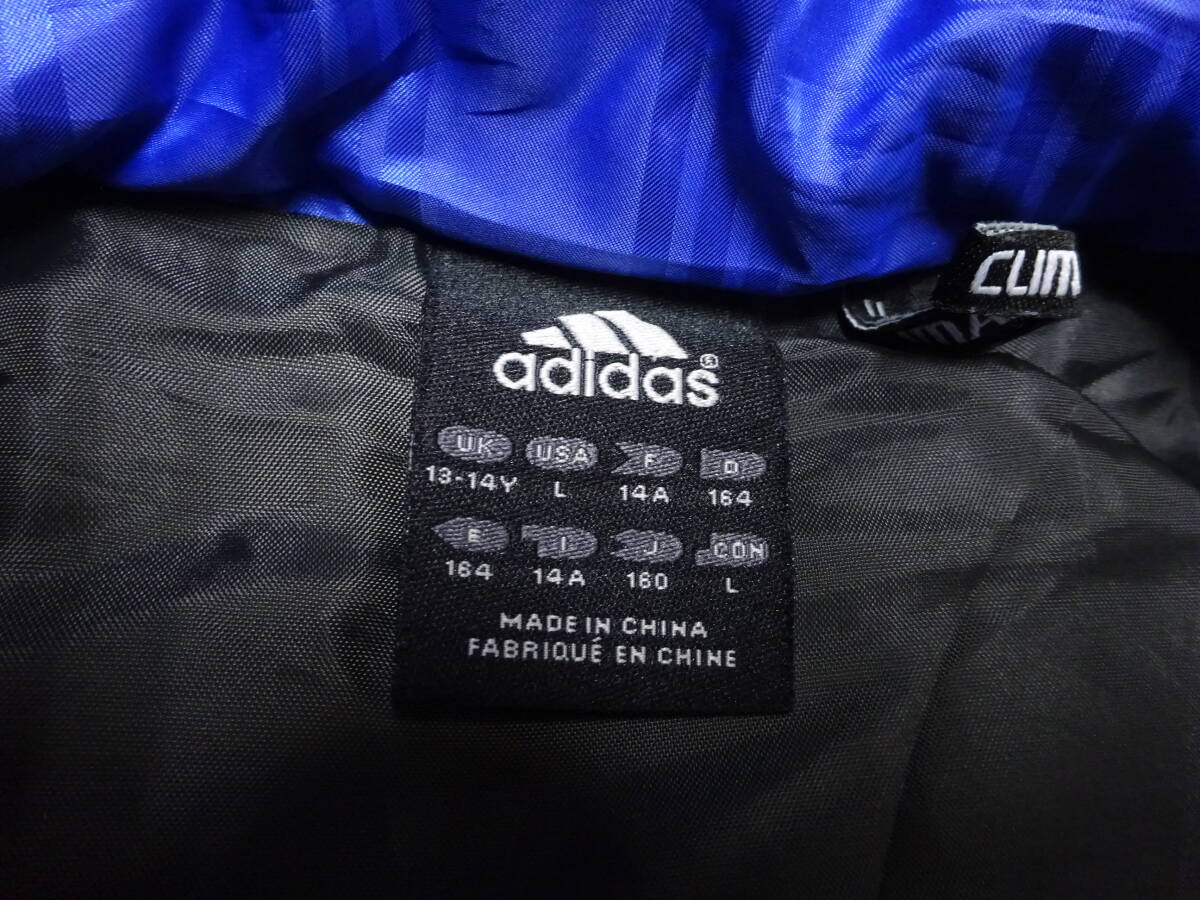 CLIM
adidas®
UK USA F D
13-14Y L 14A 164
E I J CON
164 14A 160 L
MADE IN CHINA
FABRIQUÉ EN CHINE